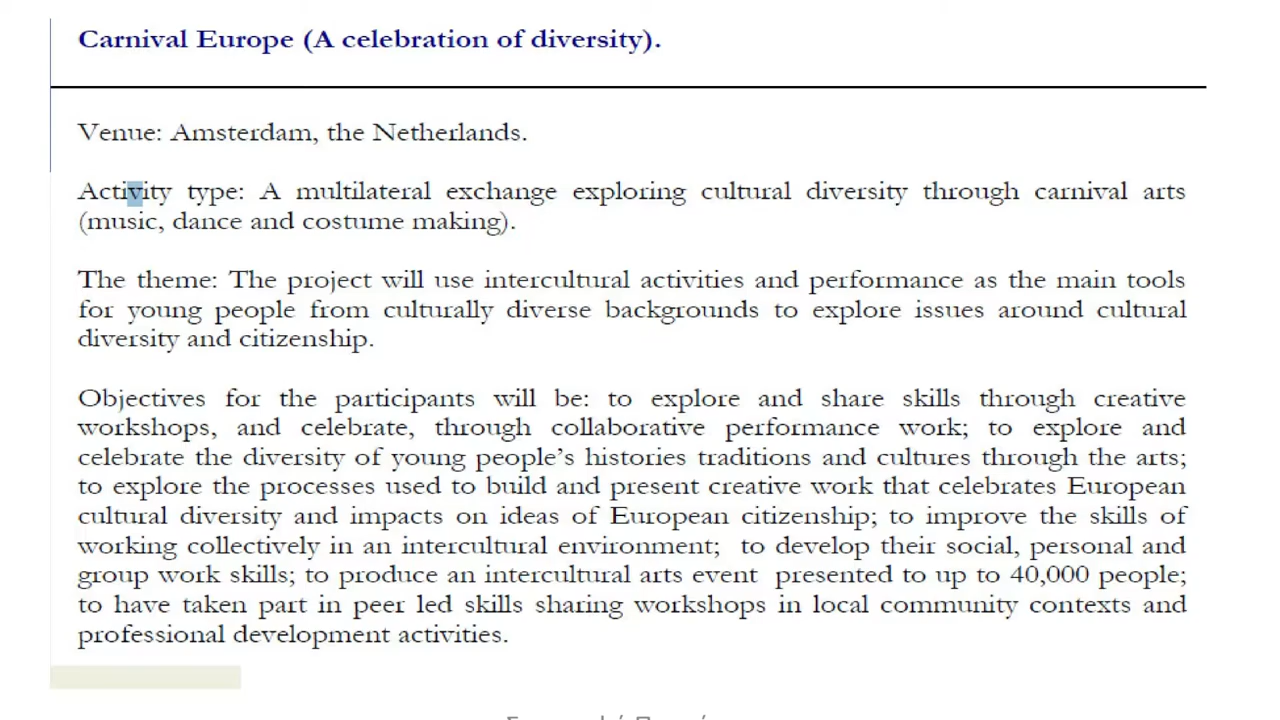 Carnival Europe (A celebration of diversity).
Venue: Amsterdam, the Netherlands.
Activity type: A multilateral exchange exploring cultural diversity through carnival arts
(music, dance and costume making).
The theme: The project will use intercultural activities and performance as the main tools
for young people from culturally diverse backgrounds to explore issues around cultural
diversity and citizenship.
Objectives for the participants will be: to explore and share skills through creative
workshops, and celebrate, through collaborative performance work; to explore and
celebrate the diversity of young people’s histories traditions and cultures through the arts;
to explore the processes used to build and present creative work that celebrates European
cultural diversity and impacts on ideas of European citizenship; to improve the skills of
working collectively in an intercultural environment; to develop their social, personal and
group work skills; to produce an intercultural arts event presented to up to 40,000 people;
to have taken part in peer led skills sharing workshops in local community contexts and
professional development activities.